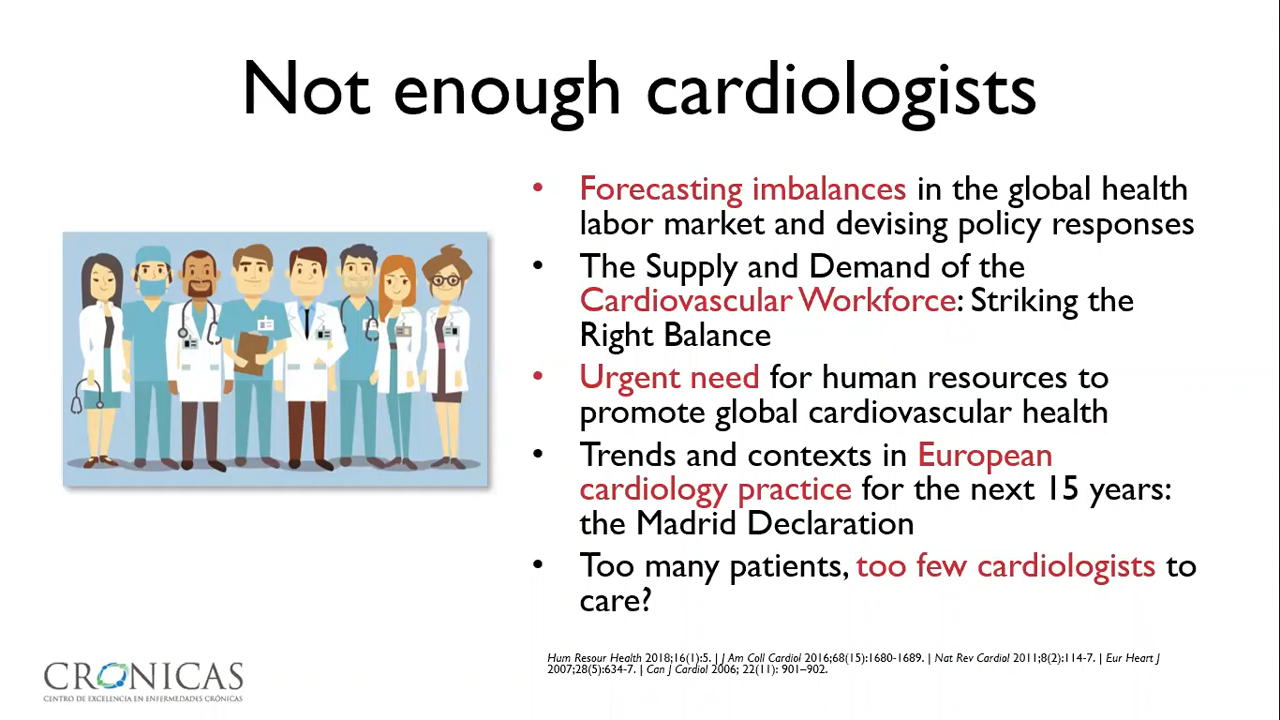 Not enough cardiologists
• Forecasting imbalances in the global health
labor market and devising policy responses
• The Supply and Demand of the
Cardiovascular Workforce: Striking the
Right Balance
• Urgent need for human resources to
promote global cardiovascular health
• Trends and contexts in European
cardiology practice for the next 15 years:
the Madrid Declaration
• Too many patients, too few cardiologists to
care?
Hum Resour Health 2018;16(1):5. | J Am Coll Cardiol 2016;68(15):1680-1689. | Nat Rev Cardiol 2011;8(2):114-7. | Eur Heart J
2007;28(5):634-7. | Can J Cardiol 2006; 22(11): 901–902.
CRONICAS
CENTRO DE EXCELENCIA EN ENFERMEDADES CRÓNICAS